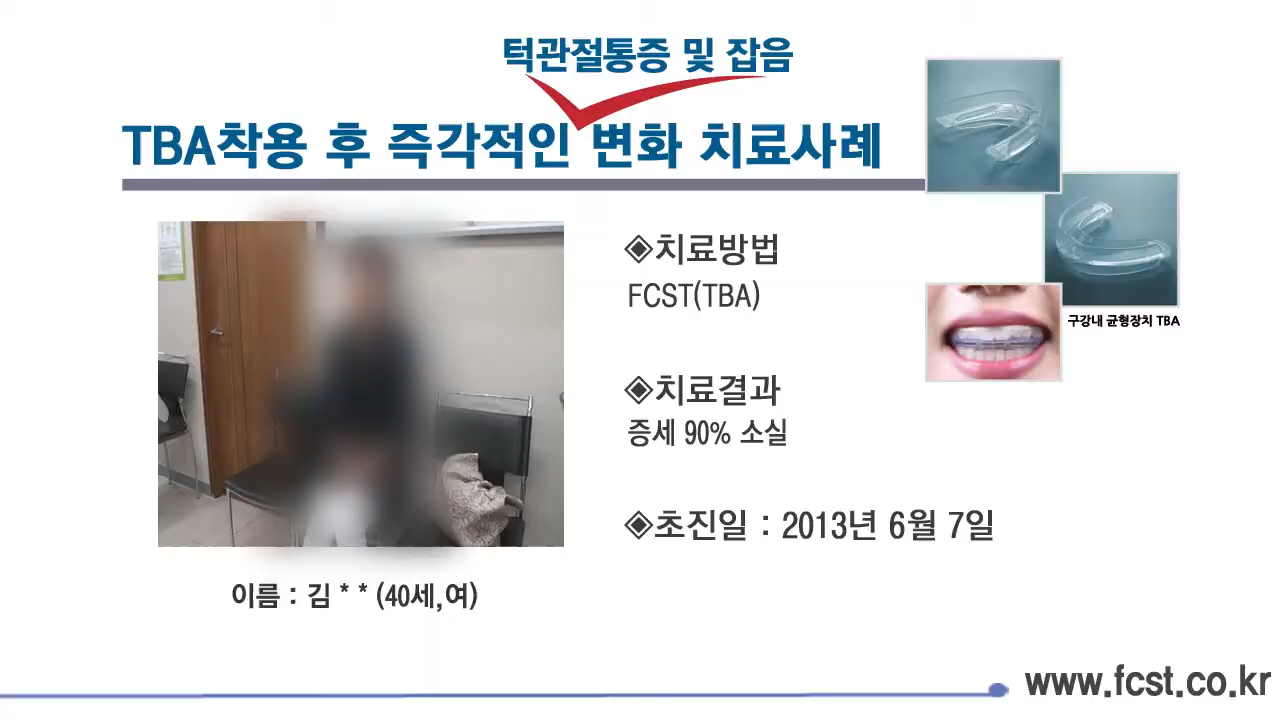 턱관절통증 및 잡음
TBA착용 후 즉각적인 변화 치료사례
◈치료방법
FCST(TBA)
구강내 균형장치 TBA
◈치료결과
증세 90% 소실
◈초진일 : 2013년 6월 7일
이름 : 김 * * (40세,여)
www.fcst.co.kr